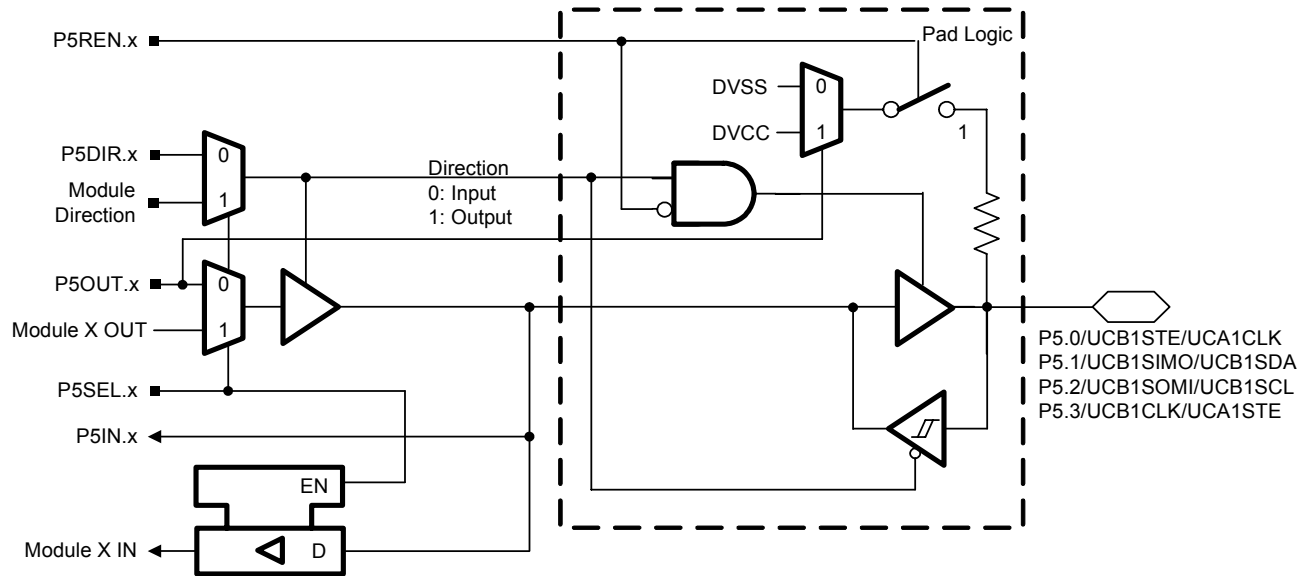 P5REN.x
Pad Logic
DVSS
0
DVCC
1
1
P5DIR.x
0
Module
Direction
1
Direction
0: Input
1: Output
P5OUT.x
0
Module X OUT
1
P5SEL.x
P5IN.x
EN
Module X IN
D
P5.0/UCB1STE/UCA1CLK
P5.1/UCB1SIMO/UCB1SDA
P5.2/UCB1SOMI/UCB1SCL
P5.3/UCB1CLK/UCA1STE